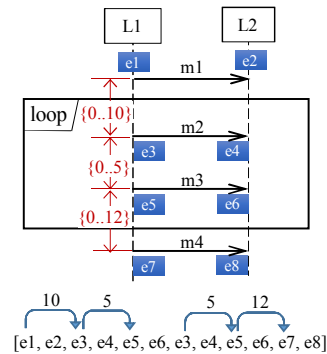 L1 L2
e1 e2
m1
loop {0..10} m2
e3 e4
{0..5} m3
e5 e6
{0..12}
m4
e7 e8
10 5 5 12
[e1, e2, e3, e4, e5, e6, e3, e4, e5, e6, e7, e8]